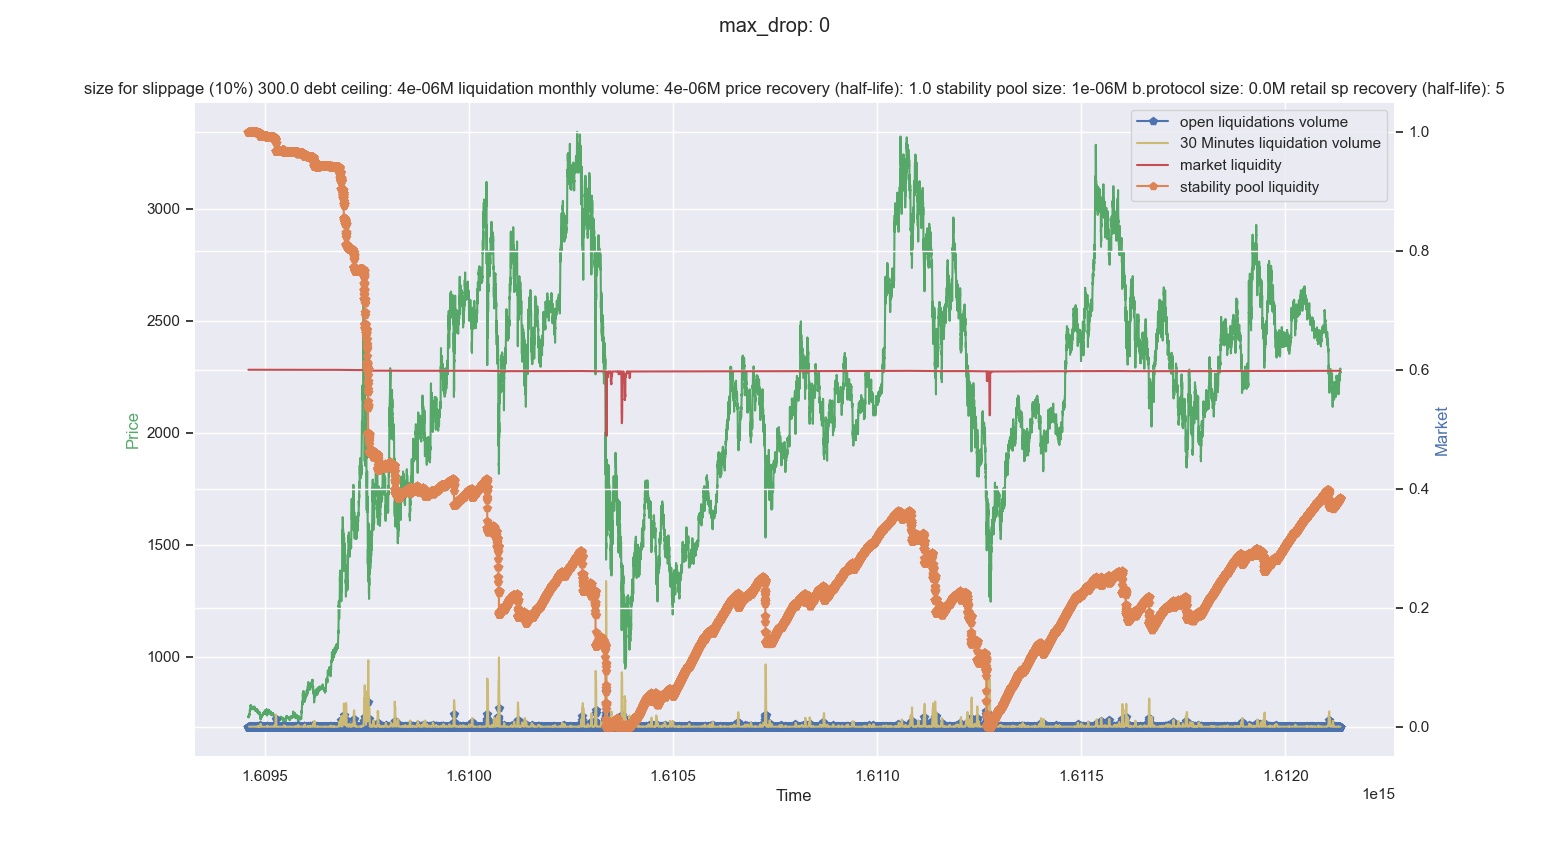 max_drop: 0
size for slippage (10%) 300.0 debt ceiling: 4e-06M liquidation monthly volume: 4e-06M price recovery (half-life): 1.0 stability pool size: 1e-06M b.protocol size: 0.0M retail sp recovery (half-life): 5
open liquidations volume
30 Minutes liquidation volume
market liquidity
stability pool liquidity
3000
2500
2000
1500
1000
Price
1.0
0.8
0.6
0.4
0.2
0.0
Market
1.6095 1.6100 1.6105 1.6110 1.6115 1.6120
Time
1e15